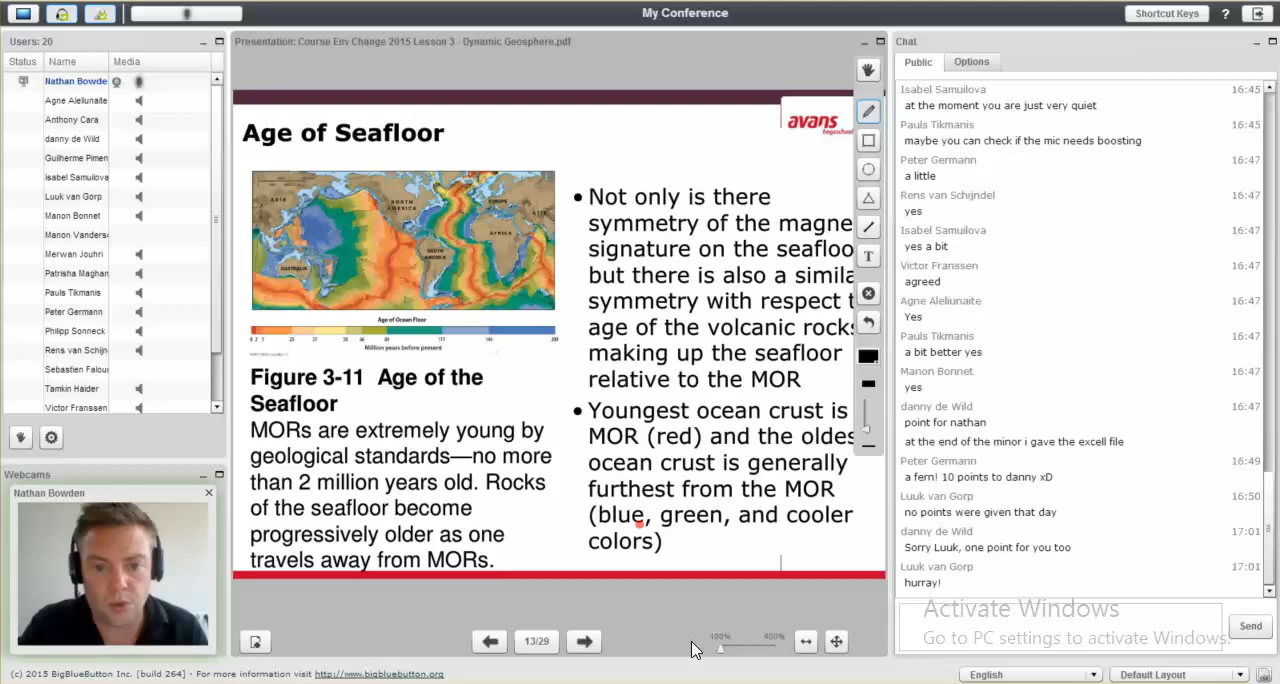 My Conference
Shortcut Keys
?
Users: 20
Status Name Media
Nathan Bowde
Agne Aleliunaite
Anthony Cara
danny de Wild
Guilherme Pimen
Isabel Samuilova
Luuk van Gorp
Manon Bonnet
Manon Vanders
Merwan Jouhri
Patrisha Maghan
Pauls Tikmanis
Peter Germann
Philipp Sonneck
Rens van Schijn
Sebastien Falou
Tamkin Haider
Victor Franssen
Webcams
Nathan Bowden
Presentation: Course Env Change 2015 Lesson 3 - Dynamic Geosphere.pdf
avans
hogeschool
Age of Seafloor
ASIA
NORTH
AMERICA
EUROPE
ASIA
AFRICA
SOUTH
AMERICA
AUSTRALIA
Age of Ocean Floor
Million years before present
Figure 3-11 Age of the
Seafloor
MORs are extremely young by
geological standards—no more
than 2 million years old. Rocks
of the seafloor become
progressively older as one
travels away from MORs.
• Not only is there
symmetry of the magne
signature on the seafloo
but there is also a simila
symmetry with respect t
age of the volcanic rocks
making up the seafloor
relative to the MOR
• Youngest ocean crust is
MOR (red) and the oldes
ocean crust is generally
furthest from the MOR
(blue, green, and cooler
colors)
T
13/29
100% 400%
Chat
Public Options
Isabel Samuilova 16:45
at the moment you are just very quiet
Pauls Tikmanis 16:45
maybe you can check if the mic needs boosting
Peter Germann 16:47
a little
Rens van Schijndel 16:47
yes
Isabel Samuilova 16:47
yes a bit
Victor Franssen 16:47
agreed
Agne Aleliunaite 16:47
Yes
Pauls Tikmanis 16:47
a bit better yes
Manon Bonnet 16:47
yes
danny de Wild 16:47
point for nathan
at the end of the minor i gave the excell file
Peter Germann 16:49
a fern! 10 points to danny xD
Luuk van Gorp 16:50
no points were given that day
danny de Wild 17:01
Sorry Luuk, one point for you too
Luuk van Gorp 17:01
hurray!
Activate Windows
Go to PC settings to activate Windows.
Send
(c) 2015 BigBlueButton Inc. [build 264] - For more information visit http://www.bigbluebutton.org
English
Default Layout